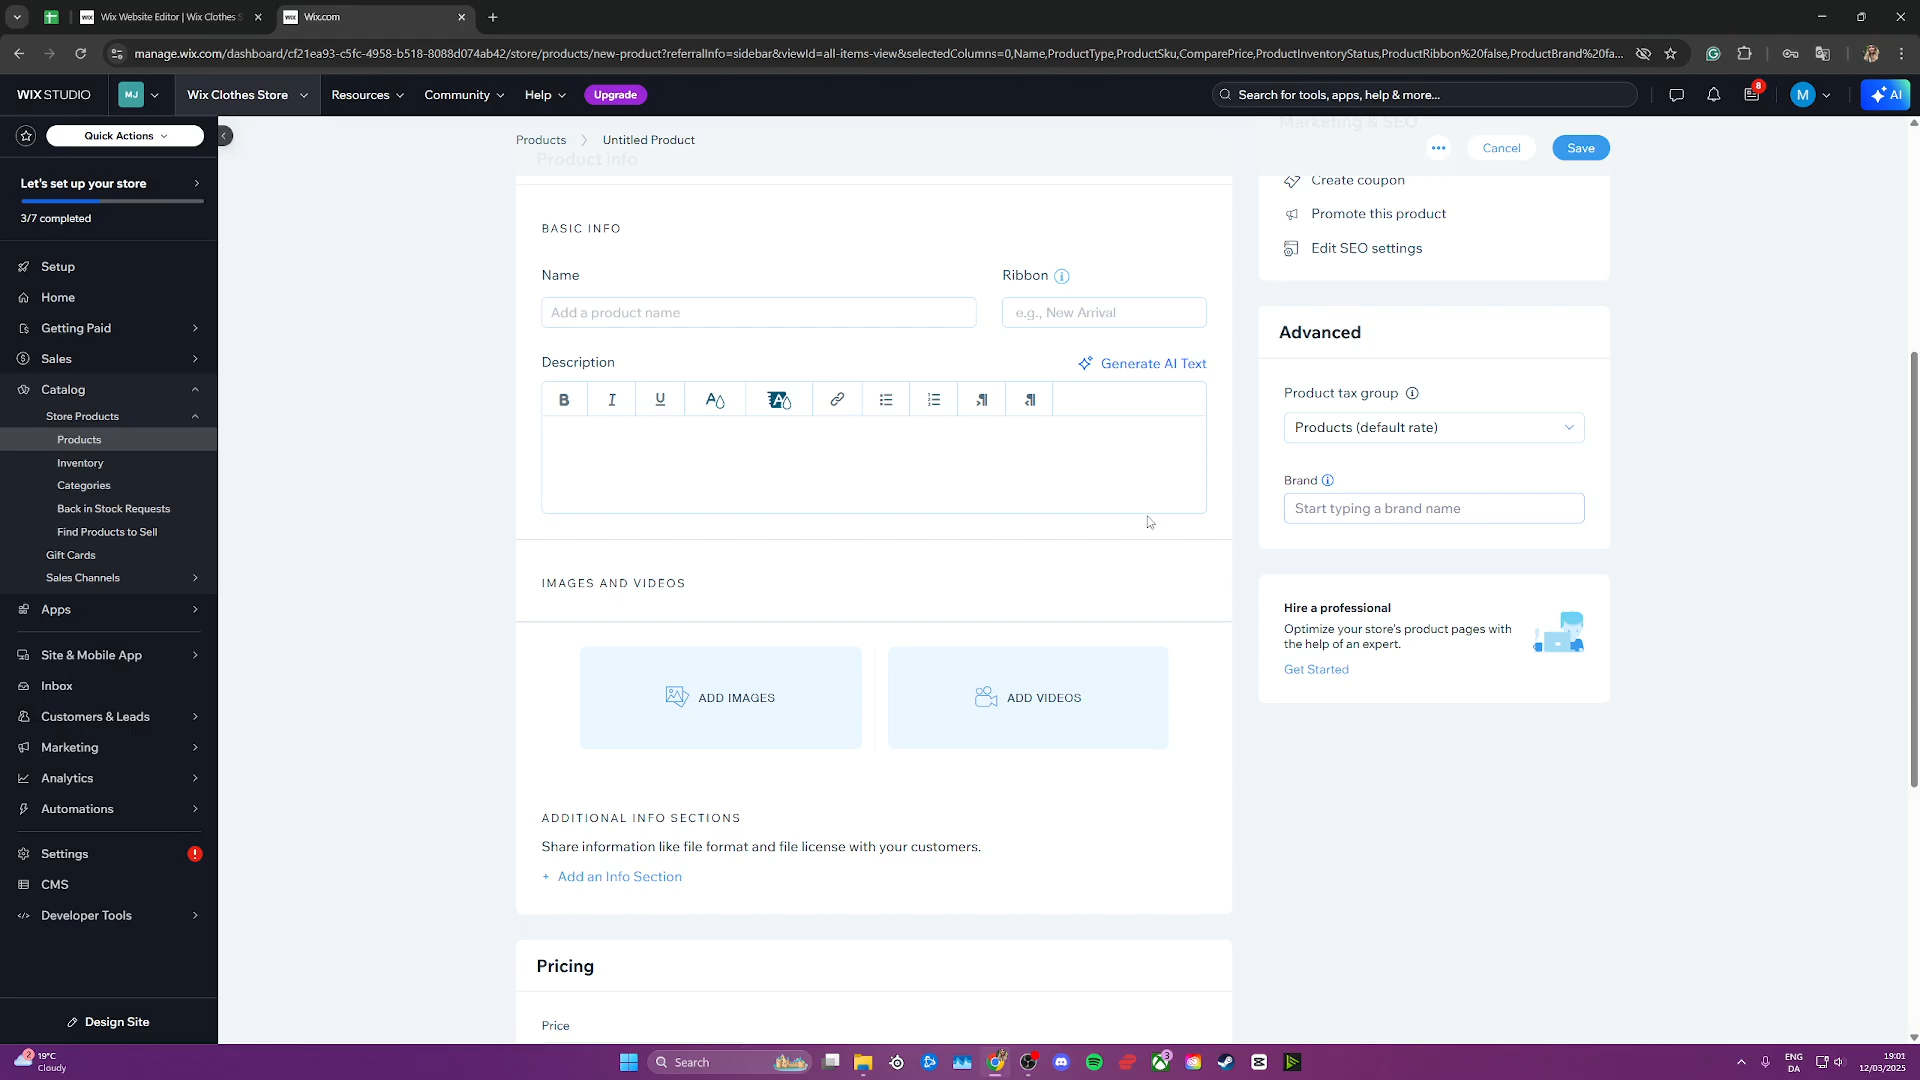 Wix Website Editor | Wix Clothes S
Wix.com
manage.wix.com/dashboard/cf21ea93-c5fc-4958-b518-8088d074ab42/store/products/new-product?referralInfo=sidebar&viewId=all-items-view&selectedColumns=0,Name,ProductType,ProductSku,ComparePrice,ProductInventoryStatus,ProductRibbon%20false,ProductBrand%20fa...
WIX STUDIO
MJ
Wix Clothes Store
Resources
Community
Help
Upgrade
Search for tools, apps, help & more...
8
M
AI
Quick Actions
Let's set up your store
3/7 completed
Setup
Home
Getting Paid
Sales
Catalog
Store Products
Products
Inventory
Categories
Back in Stock Requests
Find Products to Sell
Gift Cards
Sales Channels
Apps
Site & Mobile App
Inbox
Customers & Leads
Marketing
Analytics
Automations
Settings
CMS
Developer Tools
Design Site
Products > Untitled Product
Product info
Cancel
Save
BASIC INFO
Name
Add a product name
Ribbon
e.g., New Arrival
Description
Generate AI Text
B I U A A
IMAGES AND VIDEOS
ADD IMAGES
ADD VIDEOS
ADDITIONAL INFO SECTIONS
Share information like file format and file license with your customers.
+ Add an Info Section
Pricing
Price
Marketing & SEO
Create coupon
Promote this product
Edit SEO settings
Advanced
Product tax group
Products (default rate)
Brand
Start typing a brand name
Hire a professional
Optimize your store's product pages with
the help of an expert.
Get Started
2
19°C
Cloudy
Search
3
ENG
DA
19:01
12/03/2025